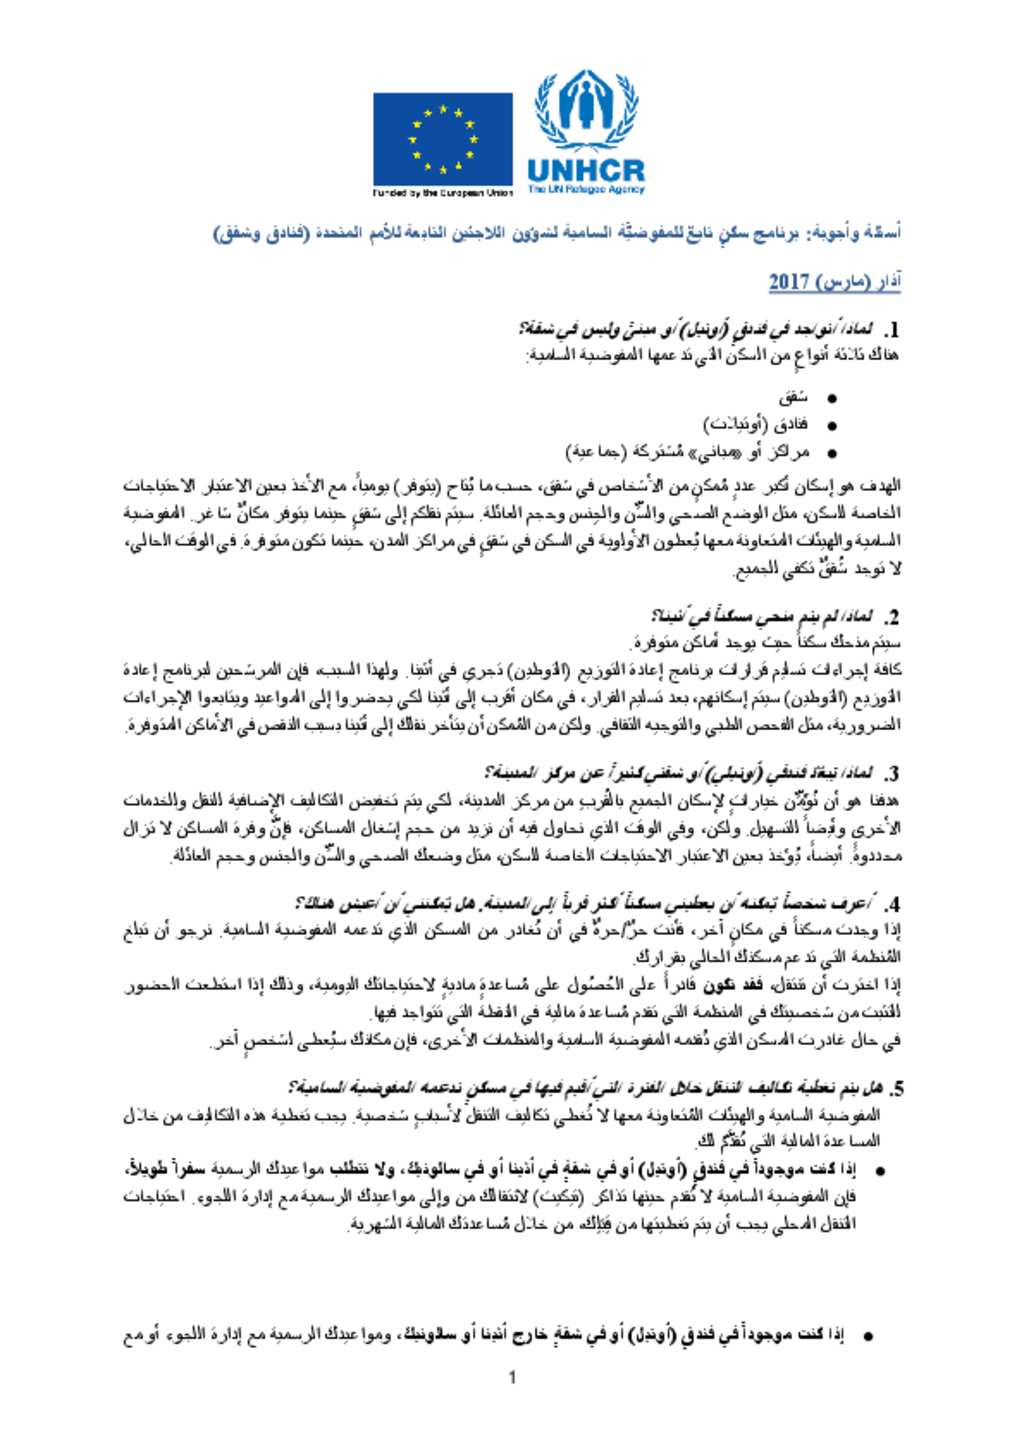 UNHCR
The UN Refugee Agency
Funded by the European Union
أسئلة وأجوبة: برنامج سكنٍ تابعٌ للمفوضيَّة السامية لشؤون اللاجئين التابعة للأمم المتحدة (فنادق وشقق)
آذار (مارس) 2017
1. لماذا أتواجد في فندقٍ (أوتيل) أو مبنىً وليس في شقة؟
هناك ثلاثة أنواعٍ من السكن التي تدعمها المفوضية السامية:
● شقق
● فنادق (أوتيلات)
● مراكز أو «مباني» مُشتركة (جماعية)
الهدف هو إسكان أكبر عددٍ مُمكنٍ من الأشخاص في شقق، حسب ما يُتاح (يتوفر) يومياً، مع الأخذ بعين الاعتبار الاحتياجات
الخاصة للسكن، مثل الوضع الصّحي والسِّن والجنس وحجم العائلة. سيتم نقلكم إلى شققٍ حينما يتوفر مكانٌ شاغر. المفوضية
السامية والهيئات المتعاونة معها يُعطون الأولوية في السكن في شققٍ في مراكز المدن، حينما تكون متوفرة. في الوقت الحالي،
لا توجد شُققٌ تكفي للجميع.
2. لماذا لم يتم منحي مسكناً في أثينا؟
سيتم منحك سكناً حيث يوجد أماكن متوفرة.
كافة إجراءات تسليم قرارات برنامج إعادة التوزيع (التوطين) تجري في أثينا. ولهذا السبب، فإن المرشحين لبرنامج إعادة
التوزيع (التوطين) سيتم إسكانهم، بعد تسليم القرار، في مكان أقرب إلى أثينا لكي يحضروا إلى المواعيد ويتابعوا الإجراءات
الضرورية، مثل الفحص الطبي والتوجيه الثقافي. ولكن من المُمكن أن يتأخر نقلك إلى أثينا بسبب النقص في الأماكن المتوفرة.
3. لماذا يَبعُد فندقي (أوتيلي) أو شقتي كثيراً عن مركز المدينة؟
هدفنا هو أن نُؤمِّن خياراتٍ لإسكان الجميع بالقُرب من مركز المدينة، لكي يتم تخفيض التكاليف الإضافية للنقل والخدمات
الأخرى وأيضاً للتسهيل. ولكن، وفي الوقت الذي نحاول فيه أن نزيد من حجم إشغال المساكن، فإنَّ وفرة المساكن لا تزال
محدودةً. أيضاً، يُؤخذ بعين الاعتبار الاحتياجات الخاصة للسكن، مثل وضعك الصحي والسِّن والجنس وحجم العائلة.
4. أعرف شخصاً يُمكنه أن يعطيني مسكناً أكثر قرباً إلى المدينة. هل يُمكنني أن أعيش هناك؟
إذا وجدت مسكناً في مكانٍ آخر، فأنت حرٌّ/حرةٌ في أن تُغادر من المسكن الذي تدعمه المفوضية السامية. نرجو أن تبلغ
المُنظمة التي تدعم مسكنك الحالي بقرارك.
إذا اخترت أن تنتقل، فقد تكون قادراً على الحُصُول على مُساعدةٍ ماديةٍ لاحتياجاتك اليومية، وذلك إذا استطعت الحضور
للتثبت من شخصيتك في المنظمة التي تقدم مُساعدة مالية في النقطة التي تتواجد فيها.
في حال غادرت المسكن الذي تُقدمه المفوضية السامية والمنظمات الأخرى، فإن مكانك سيُعطى لشخصٍ آخر.
5. هل يتم تغطية تكاليف التنقل خلال الفترة التي أقيم فيها في مسكنٍ تدعمه المفوضية السامية؟
المفوضية السامية والهيئات المُتعاونة معها لا تُغطي تكاليف التنقل لأسبابٍ شخصية. يجب تغطية هذه التكاليف من خلال
المساعدة المالية التي تُقدَّم لك.
● إذا كنت موجوداً في فندقٍ (أوتيل) أو في شقةٍ في أثينا أو في سالونيك، ولا تتطلب مواعيدك الرسمية سفراً طويلاً،
فإن المفوضية السامية لا تُقدم حينها تذاكر (تيكيت) لانتقالك من وإلى مواعيدك الرسمية مع إدارة اللجوء. احتياجات
التنقل المحلي يجب أن يتم تغطيتها من قِبَلِك، من خلال مُساعدتك المالية الشهرية.
● إذا كنت موجوداً في فندقٍ (أوتيل) أو في شقةٍ خارج أثينا أو سالونيك، ومواعيدك الرسمية مع إدارة اللجوء أو مع
1